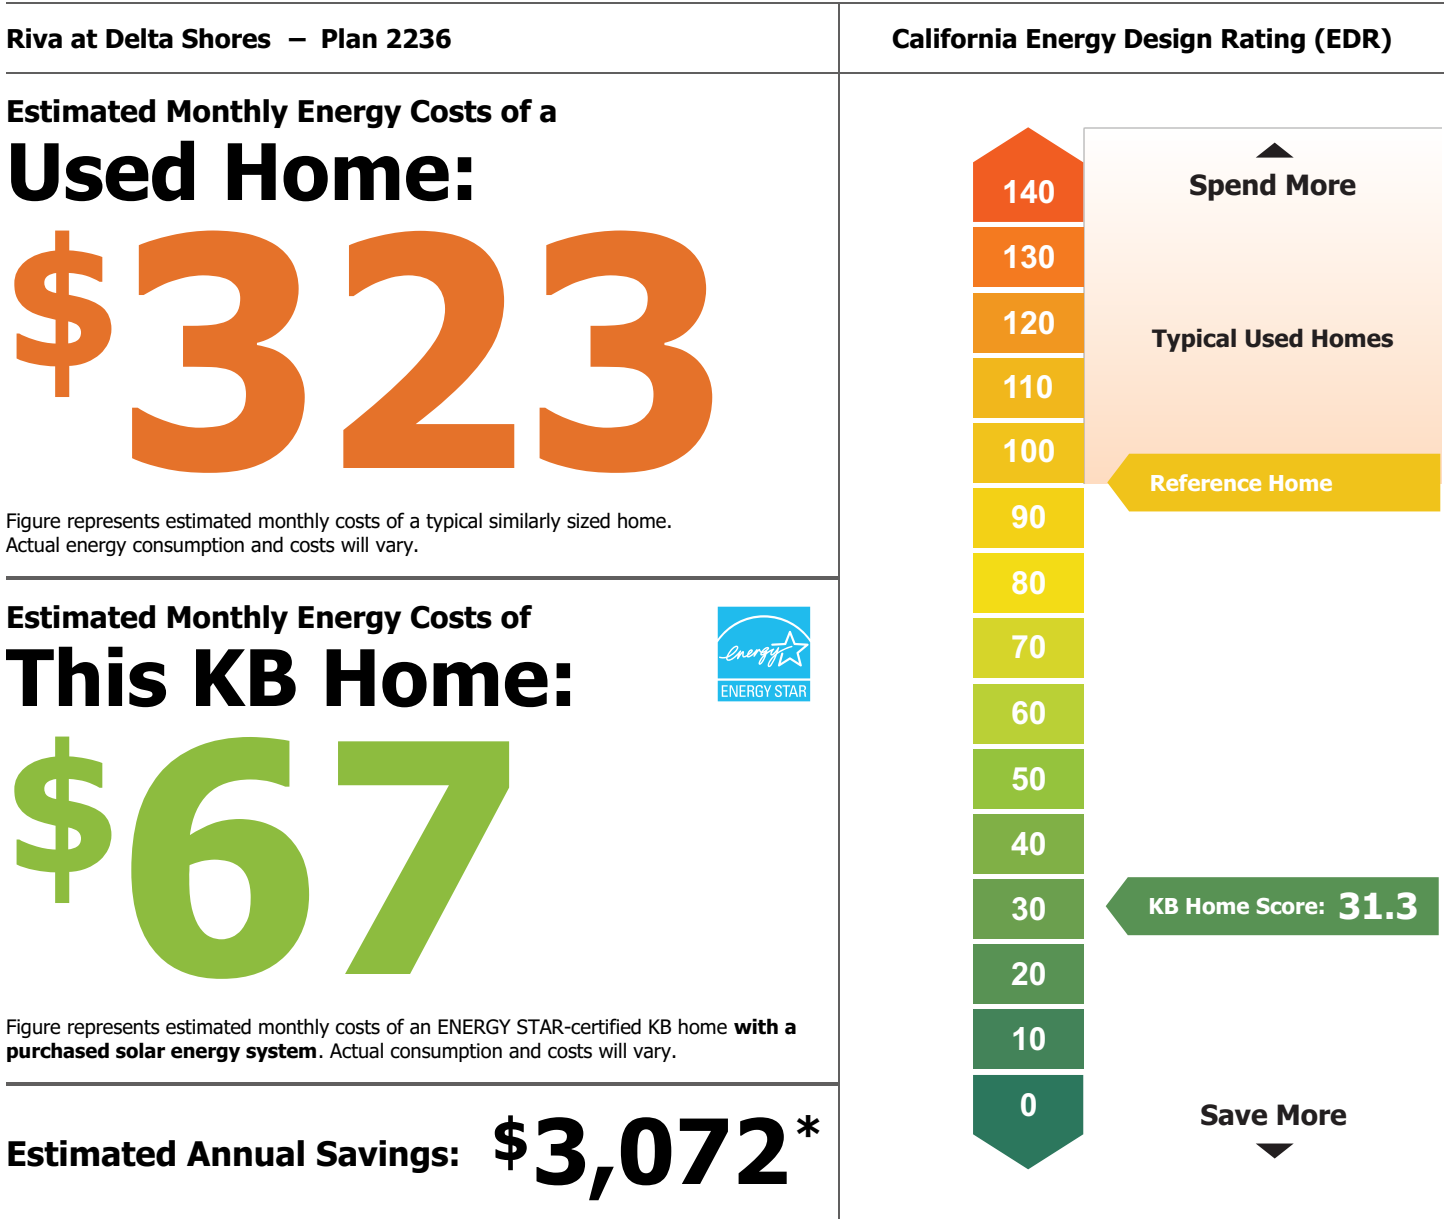 Riva at Delta Shores – Plan 2236
Estimated Monthly Energy Costs of a
Used Home:
$323
Figure represents estimated monthly costs of a typical similarly sized home.
Actual energy consumption and costs will vary.
Estimated Monthly Energy Costs of
This KB Home:
energy
ENERGY STAR
$67
Figure represents estimated monthly costs of an ENERGY STAR-certified KB home with a
purchased solar energy system. Actual consumption and costs will vary.
Estimated Annual Savings: $3,072*
California Energy Design Rating (EDR)
140
Spend More
130
120
Typical Used Homes
110
100
Reference Home
90
80
70
60
50
40
30
KB Home Score: 31.3
20
10
0
Save More